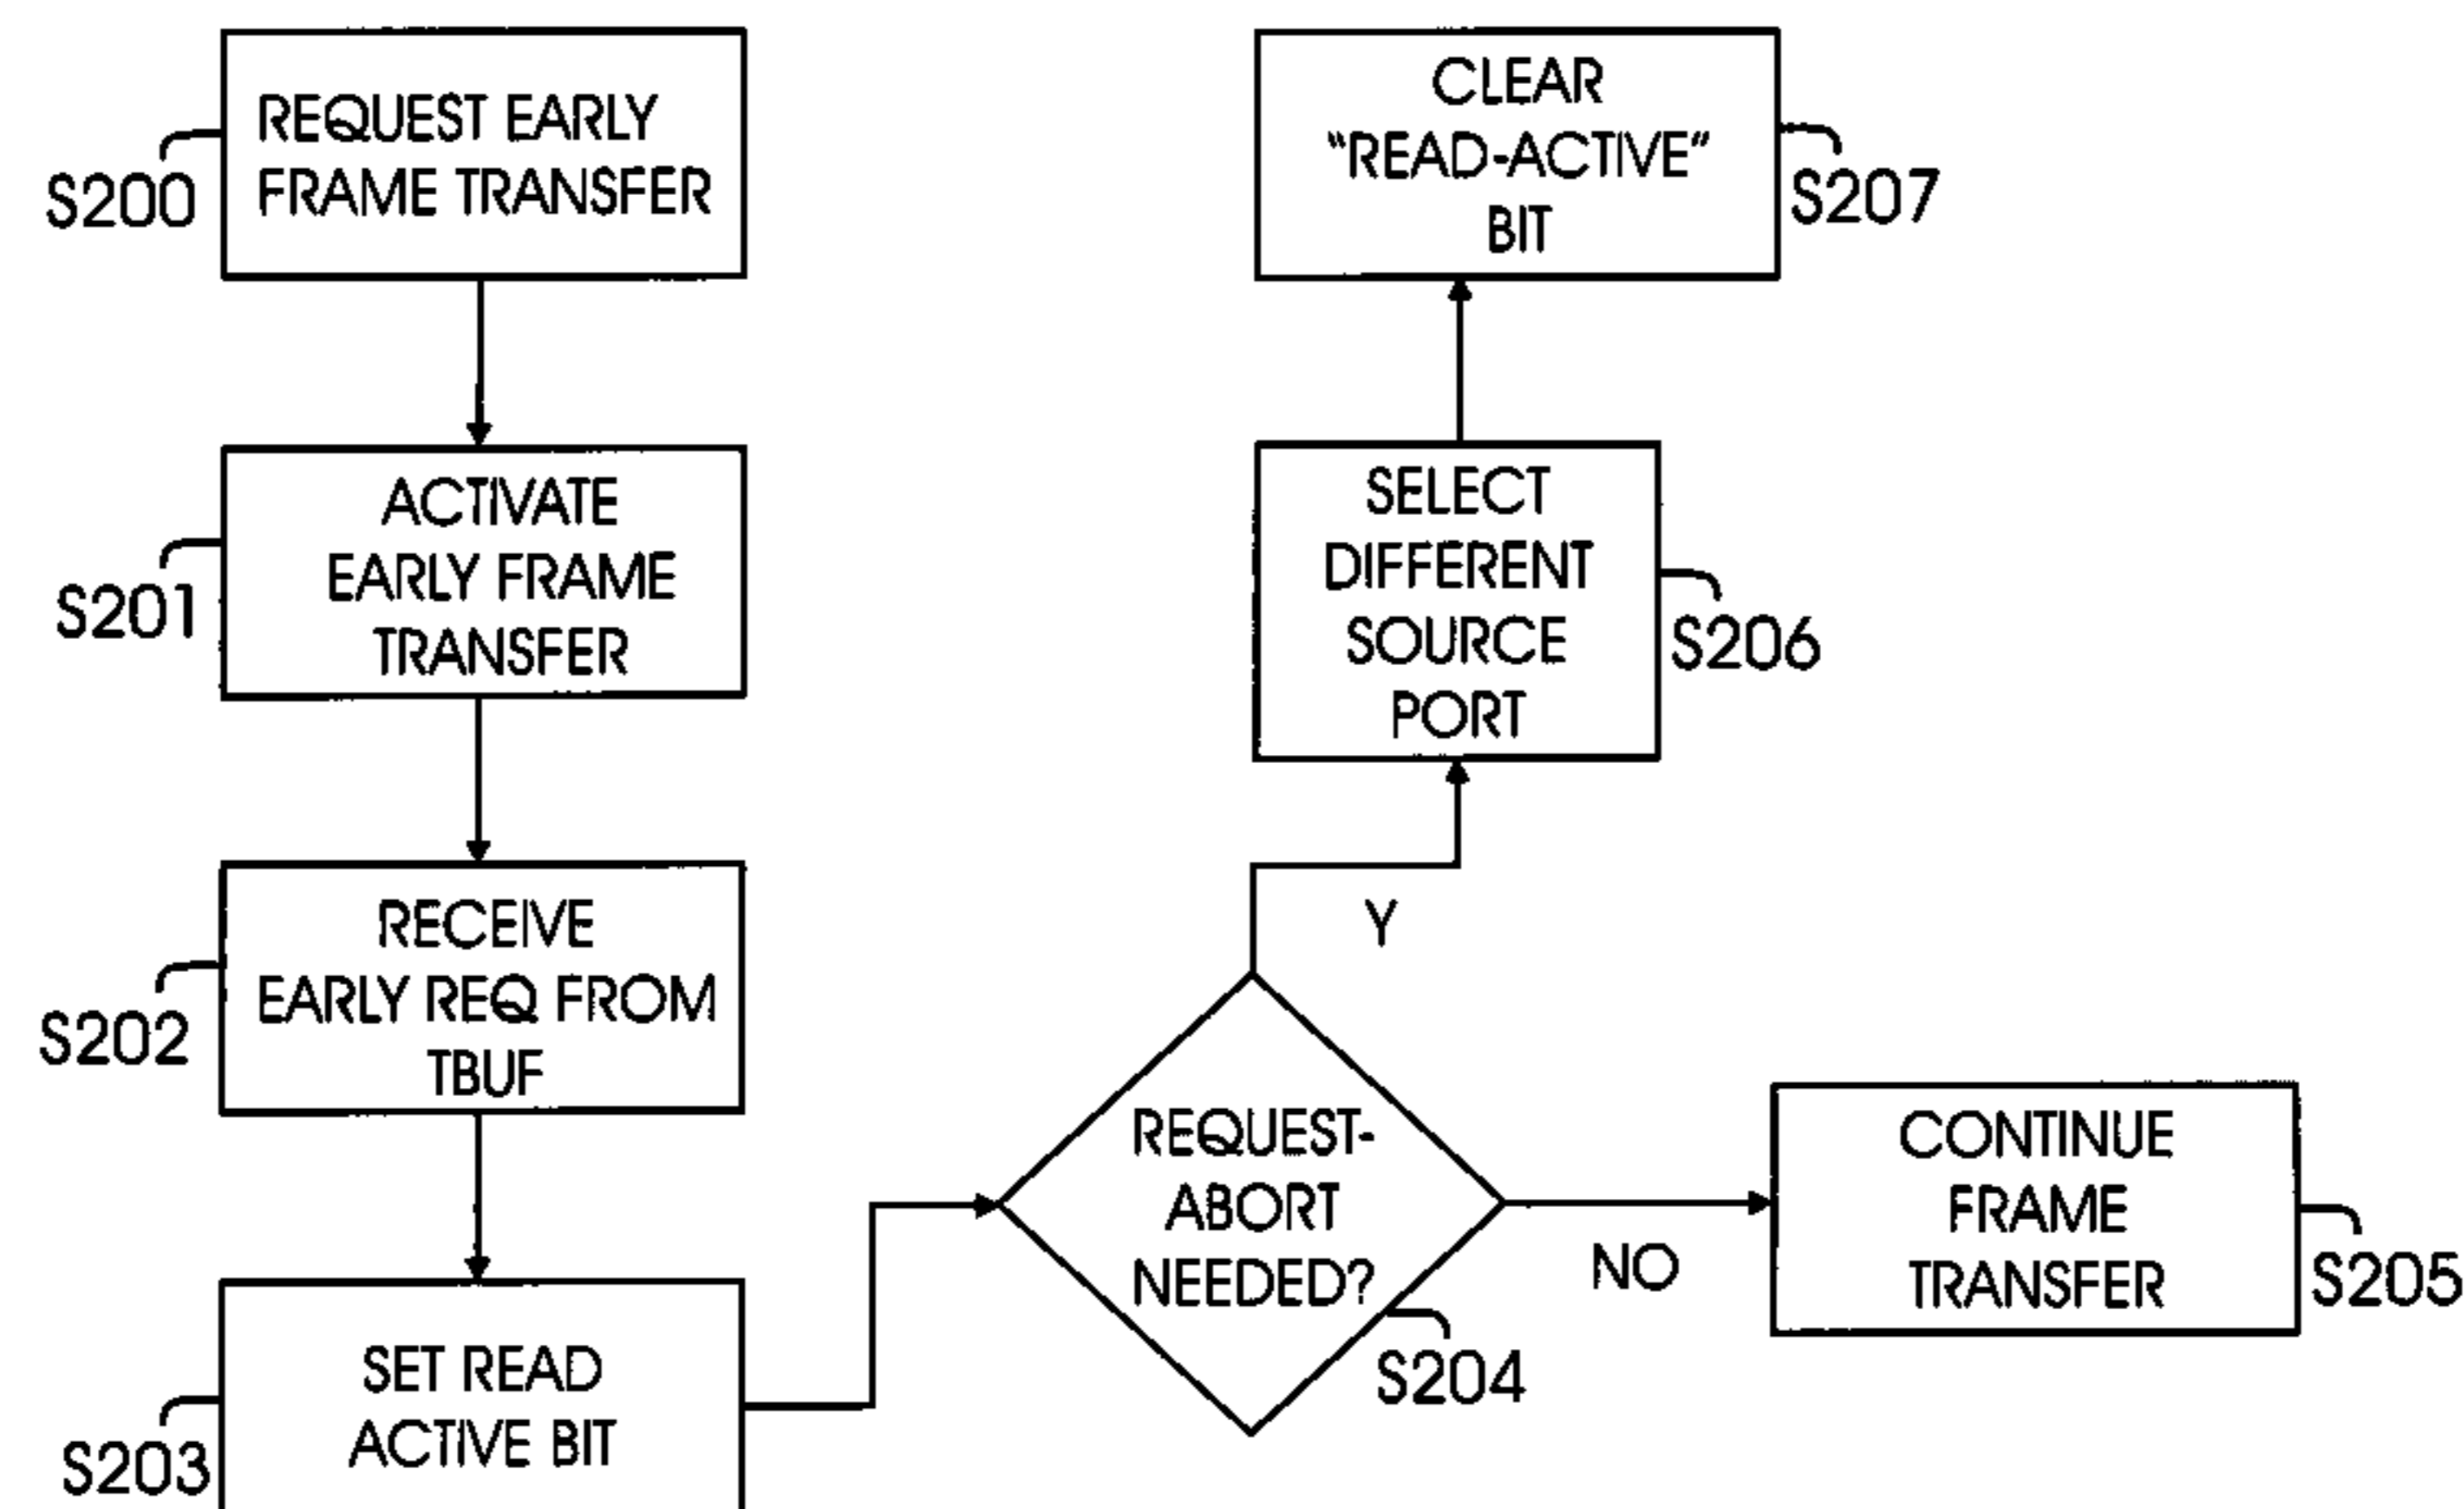 REQUEST EARLY
FRAME TRANSFER
S200
ACTIVATE
EARLY FRAME
TRANSFER
S201
RECEIVE
EARLY REQ FROM
TBUF
S202
SET READ
ACTIVE BIT
S203
REQUEST-
ABORT
NEEDED?
S204
NO
CONTINUE
FRAME
TRANSFER
S205
Y
SELECT
DIFFERENT
SOURCE
PORT
S206
CLEAR
"READ-ACTIVE"
BIT
S207